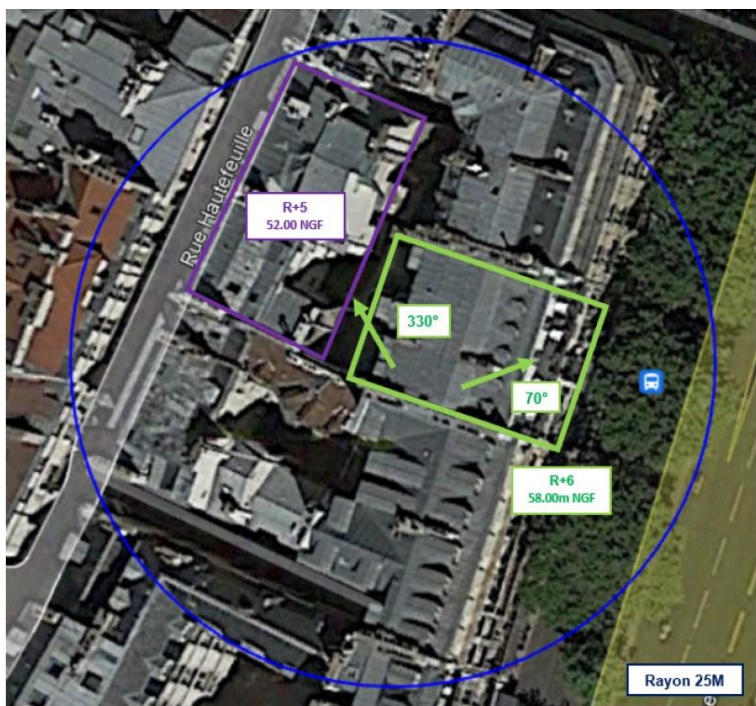 Rue Hautefeuille
R+5
52.00 NGF
330°
70°
R+6
58.00m NGF
Rayon 25M